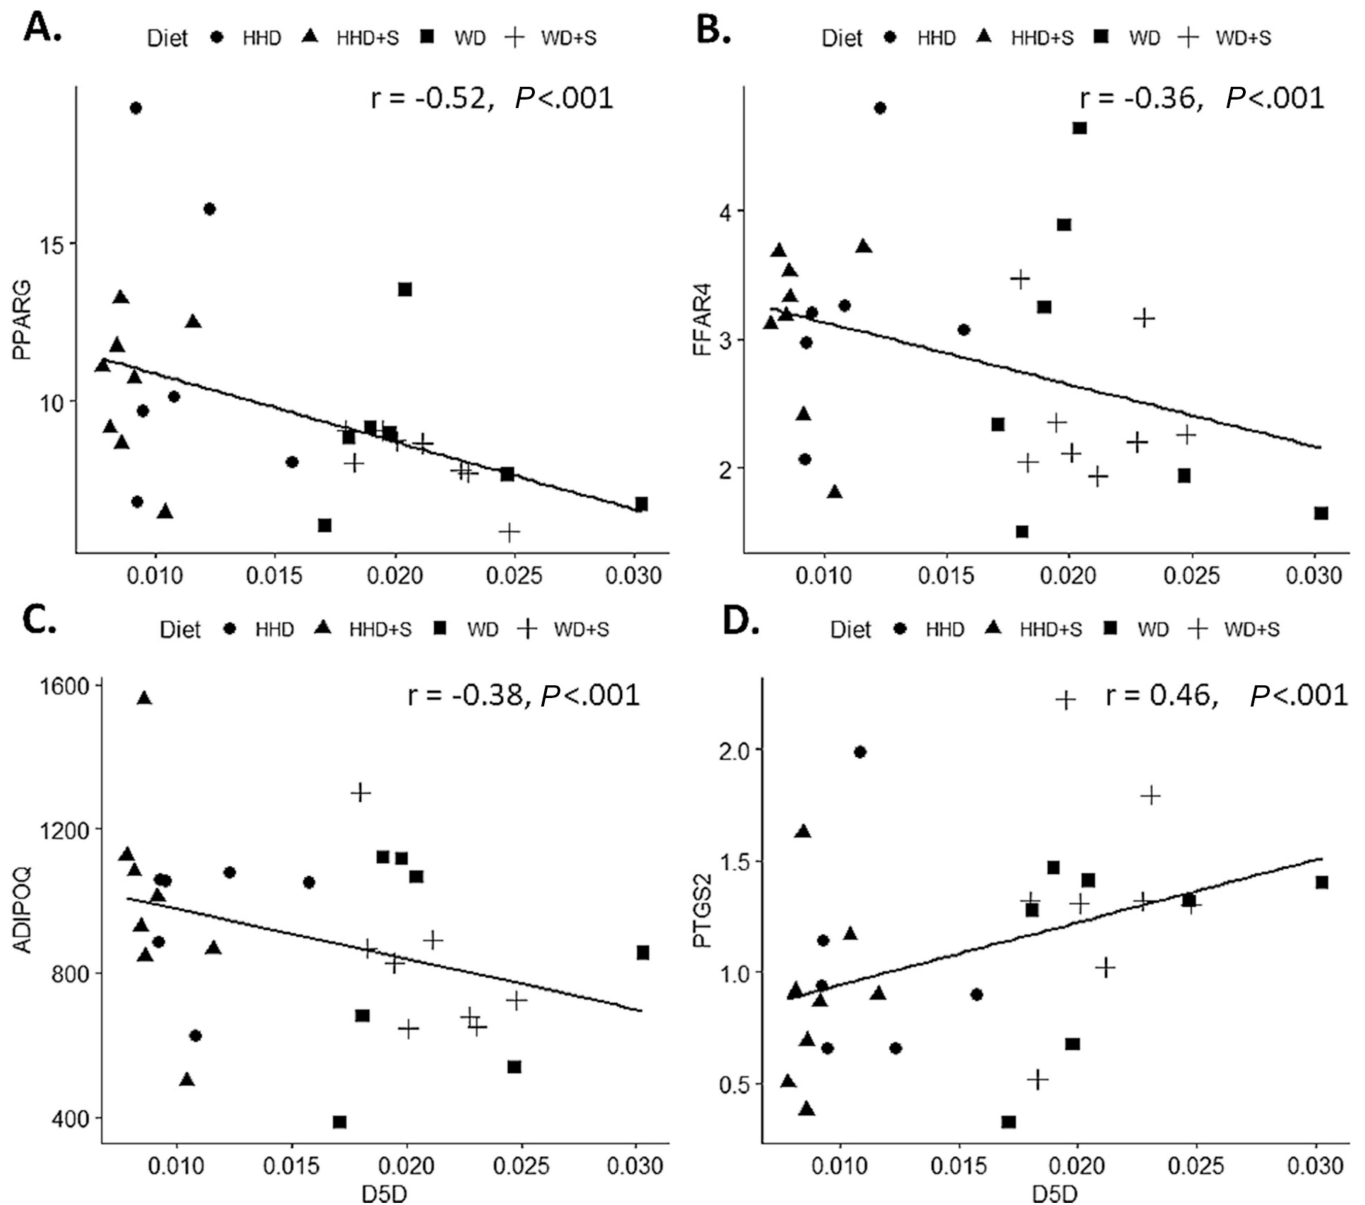 A.
Diet HHD HHD+S WD WD+S
r = -0.52, P<.001
15
10
PPARG
0.010 0.015 0.020 0.025 0.030
B.
Diet HHD HHD+S WD WD+S
r = -0.36, P<.001
4
3
2
FFAR4
0.010 0.015 0.020 0.025 0.030
C.
Diet HHD HHD+S WD WD+S
r = -0.38, P<.001
1600
1200
800
400
ADIPOQ
0.010 0.015 0.020 0.025 0.030
D5D
D.
Diet HHD HHD+S WD WD+S
r = 0.46, P<.001
2.0
1.5
1.0
0.5
PTGS2
0.010 0.015 0.020 0.025 0.030
D5D